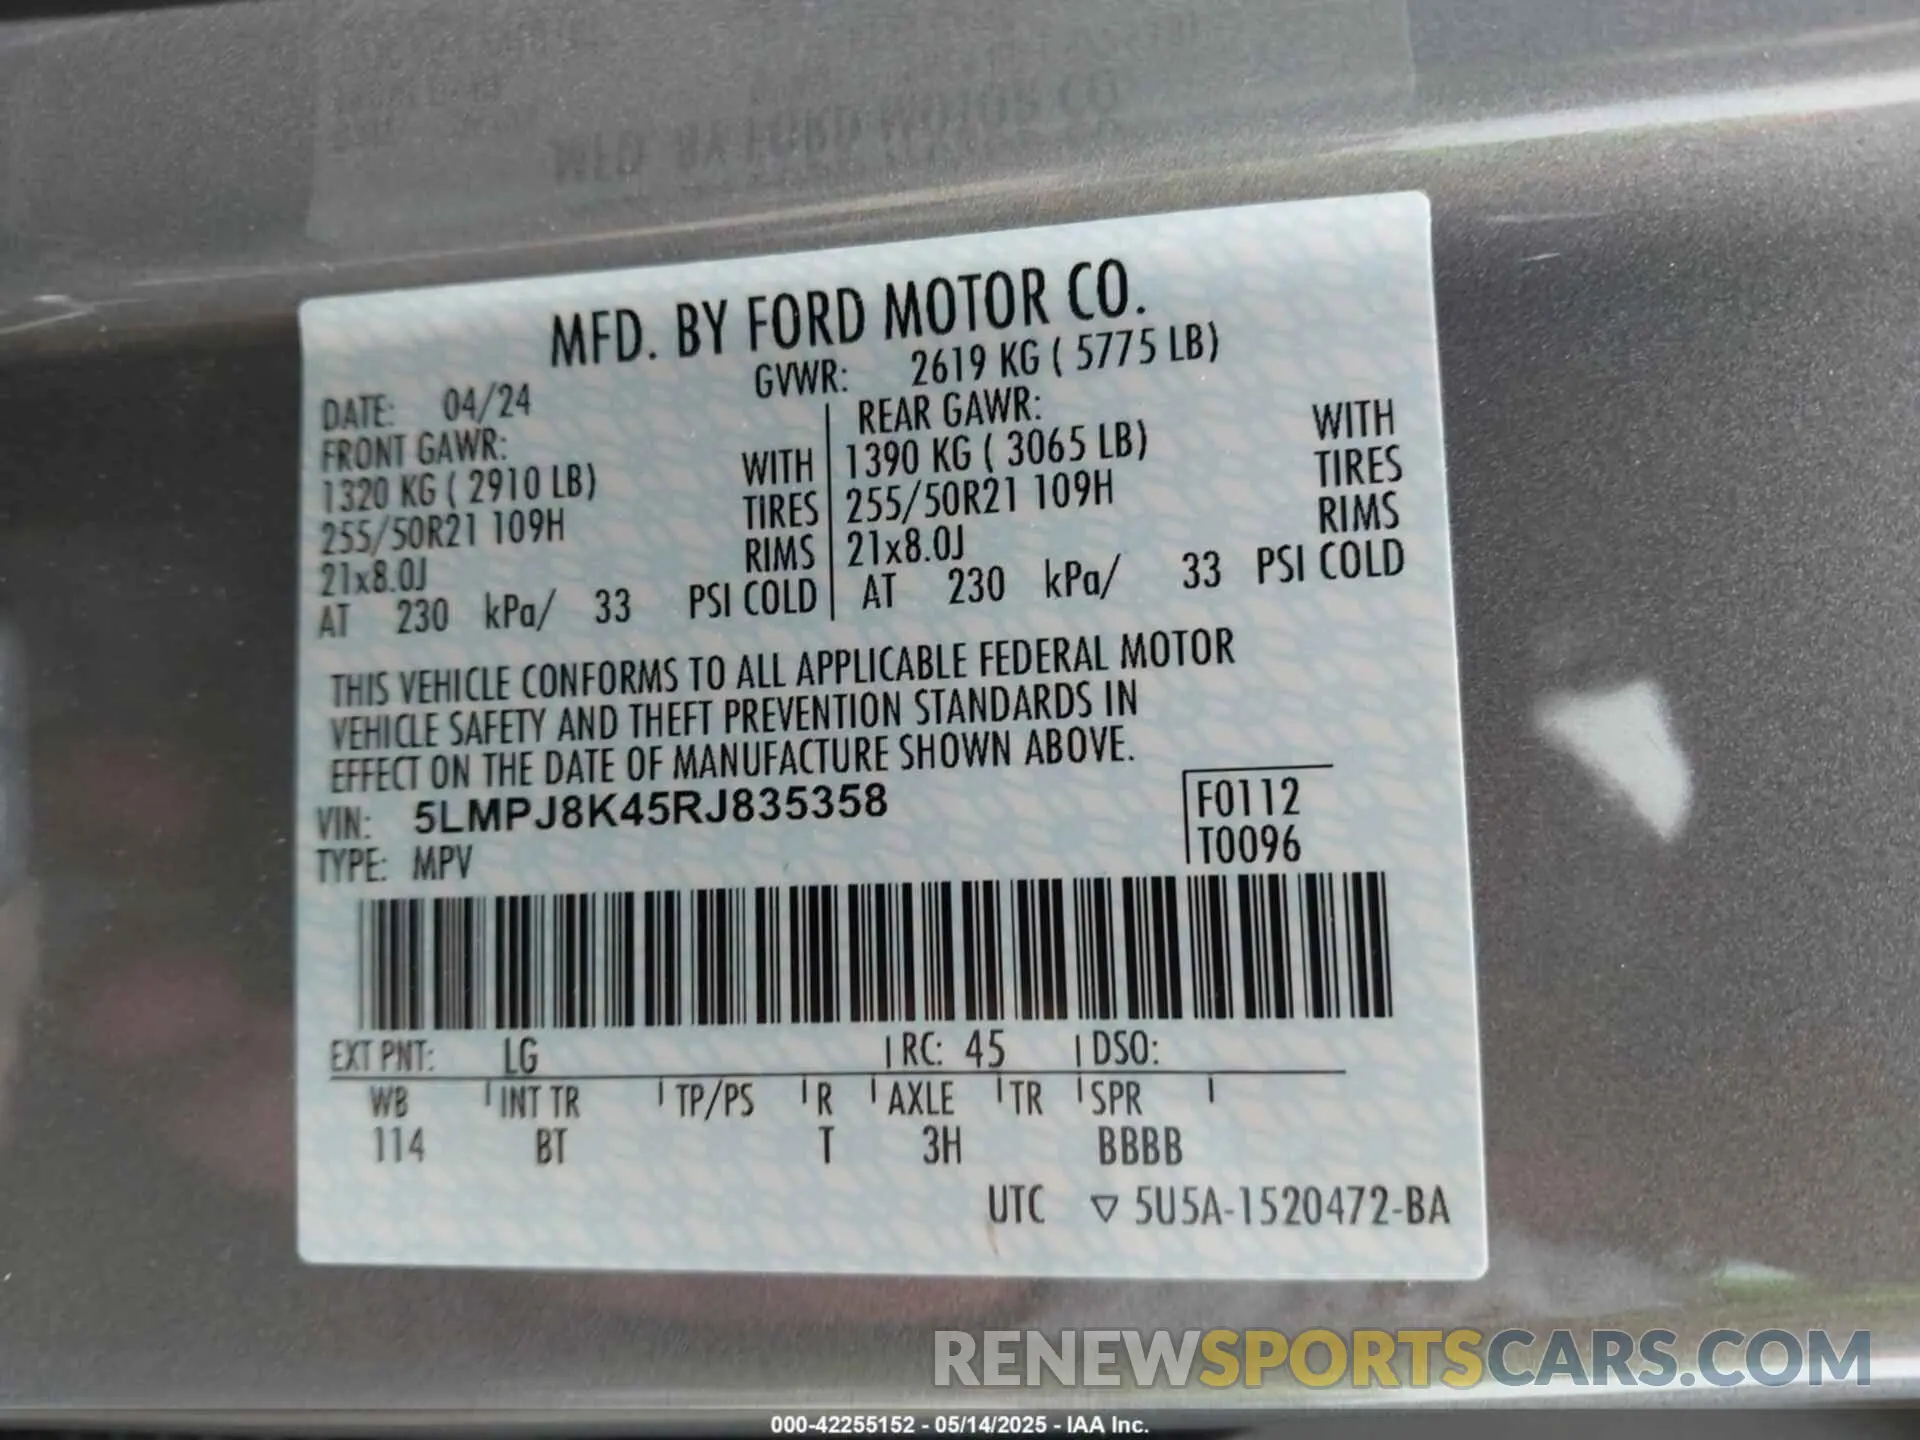 MFD. BY FORD MOTOR CO.
DATE: 04/24 GVWR: 2619 KG ( 5775 LB)
FRONT GAWR: REAR GAWR:
1320 KG ( 2910 LB) WITH 1390 KG ( 3065 LB) WITH
255/50R21 109H TIRES 255/50R21 109H TIRES
21x8.0J RIMS 21x8.0J RIMS
AT 230 kPa/ 33 PSI COLD AT 230 kPa/ 33 PSI COLD
THIS VEHICLE CONFORMS TO ALL APPLICABLE FEDERAL MOTOR
VEHICLE SAFETY AND THEFT PREVENTION STANDARDS IN
EFFECT ON THE DATE OF MANUFACTURE SHOWN ABOVE.
VIN: 5LMPJ8K45RJ835358 F0112
TYPE: MPV T0096
EXT PNT: LG RC: 45 DSO:
WB INT TR TP/PS R AXLE TR SPR
114 BT T 3H BBBB
UTC ▽ 5U5A-1520472-BA
RENEWSPORTSCARS.COM
000-42255152 - 05/14/2025 - IAA Inc.